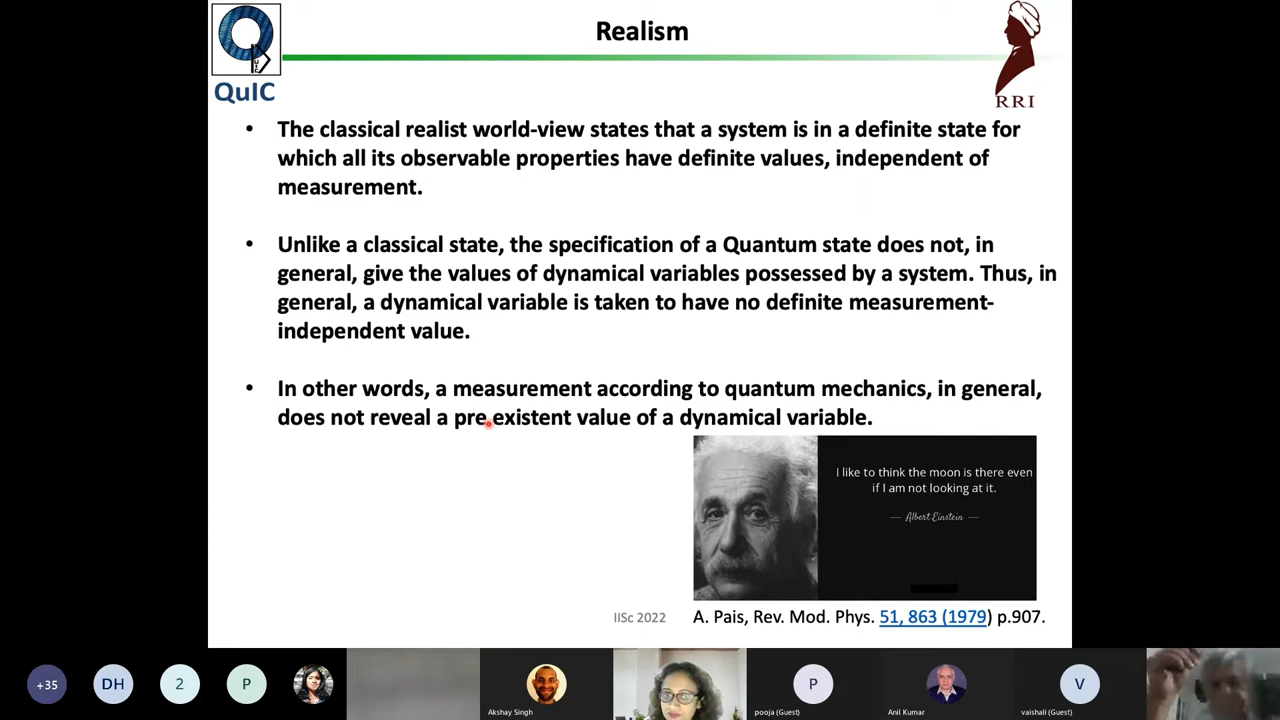 Realism
QuIC
RRI
• The classical realist world-view states that a system is in a definite state for
which all its observable properties have definite values, independent of
measurement.
• Unlike a classical state, the specification of a Quantum state does not, in
general, give the values of dynamical variables possessed by a system. Thus, in
general, a dynamical variable is taken to have no definite measurement-
independent value.
• In other words, a measurement according to quantum mechanics, in general,
does not reveal a pre existent value of a dynamical variable.
I like to think the moon is there even
if I am not looking at it.
— Albert Einstein —
IISc 2022
A. Pais, Rev. Mod. Phys. 51, 863 (1979) p.907.
+35
DH
2
P
Akshay Singh
P
pooja (Guest)
Anil Kumar
V
vaishali (Guest)